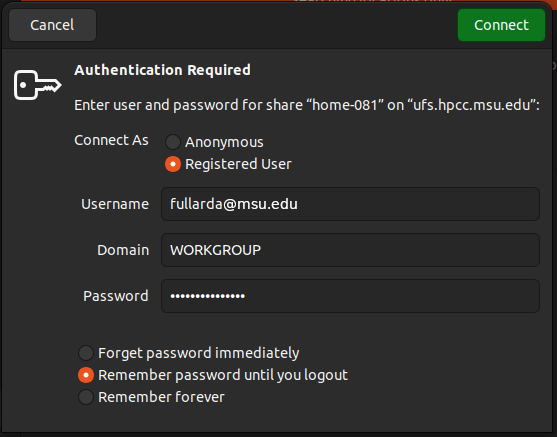 Cancel
Connect
Authentication Required
Enter user and password for share “home-081” on “ufs.hpcc.msu.edu”:
Connect As
Anonymous
Registered User
Username fullarda@msu.edu
Domain WORKGROUP
Password •••••••••••••••
Forget password immediately
Remember password until you logout
Remember forever